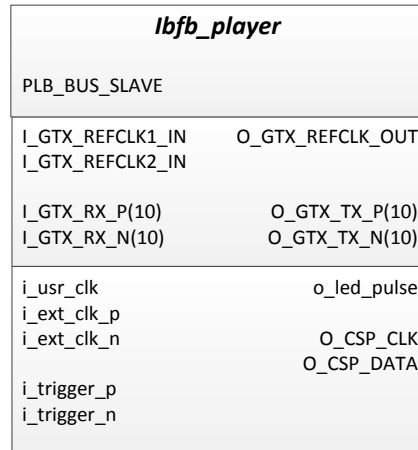 Ibfb_player
PLB_BUS_SLAVE
I_GTX_REFCLK1_IN O_GTX_REFCLK_OUT
I_GTX_REFCLK2_IN
I_GTX_RX_P(10) O_GTX_TX_P(10)
I_GTX_RX_N(10) O_GTX_TX_N(10)
i_usr_clk o_led_pulse
i_ext_clk_p
i_ext_clk_n O_CSP_CLK
O_CSP_DATA
i_trigger_p
i_trigger_n